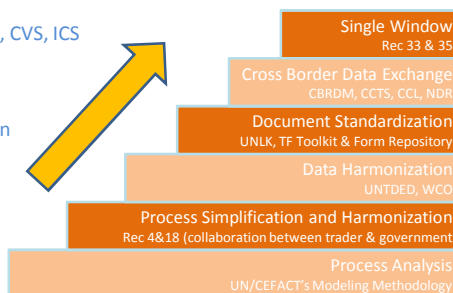 , CVS, ICS
n
Single Window
Rec 33 & 35
Cross Border Data Exchange
CBRDM, CCTS, CCL, NDR
Document Standardization
UNLK, TF Toolkit & Form Repository
Data Harmonization
UNTDED, WCO
Process Simplification and Harmonization
Rec 4&18 (collaboration between trader & government
Process Analysis
UN/CEFACT's Modeling Methodology